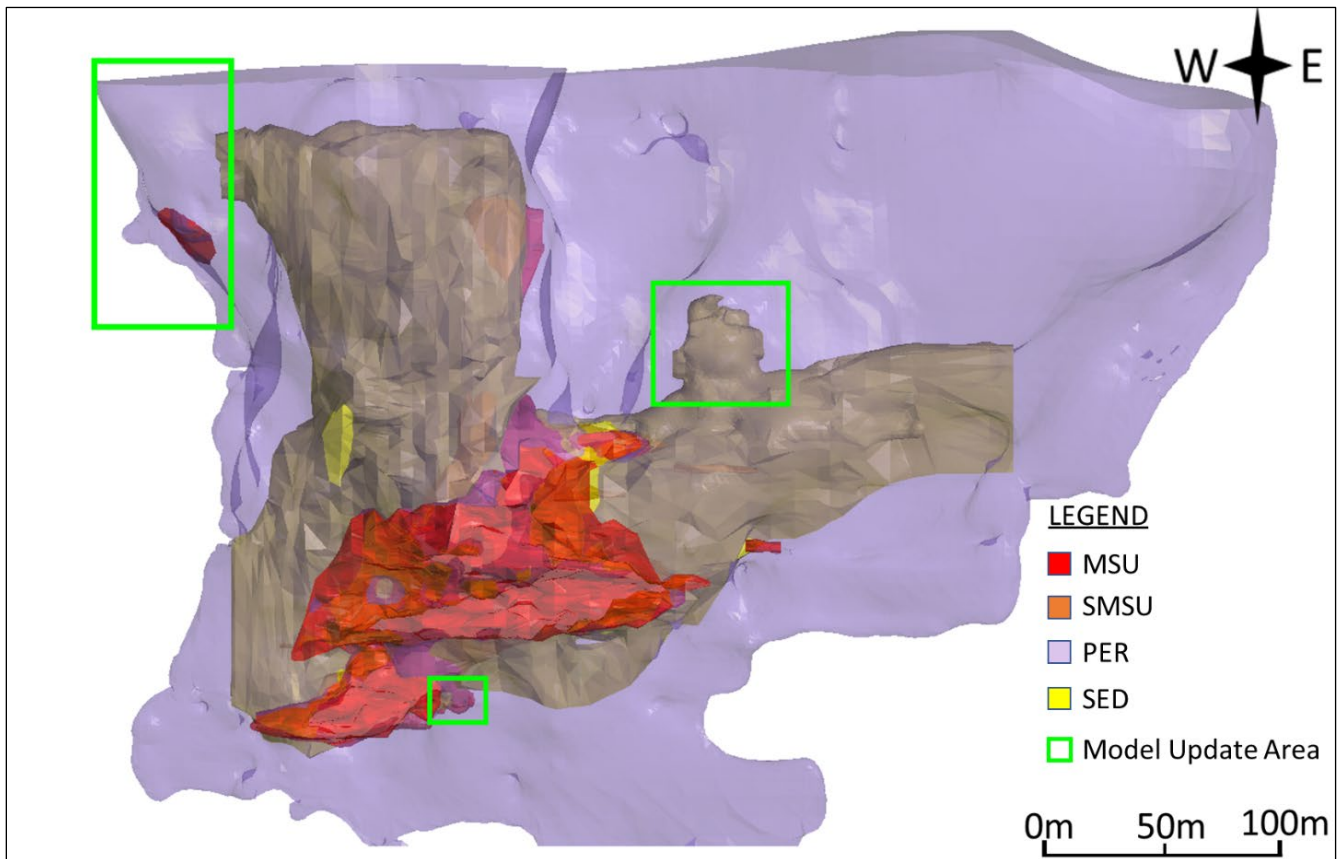 W E
LEGEND
MSU
SMSU
PER
SED
Model Update Area
0m 50m 100m